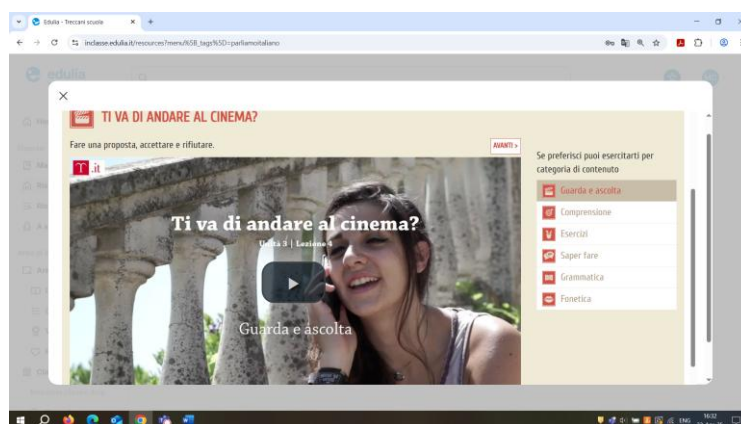 Edulia - Treccani scuola
inclasse.edulia.it/resources?menu%5B_tags%5D=parliamoitaliano
edulia
TI VA DI ANDARE AL CINEMA?
Fare una proposta, accettare e rifiutare.
AVANTI >
.it
Ti va di andare al cinema?
Unità 3 | Lezione 4
Guarda e ascolta
Se preferisci puoi esercitarti per
categoria di contenuto
Guarda e ascolta
Comprensione
Esercizi
Saper fare
Grammatica
Fonetica
ENG
16:32